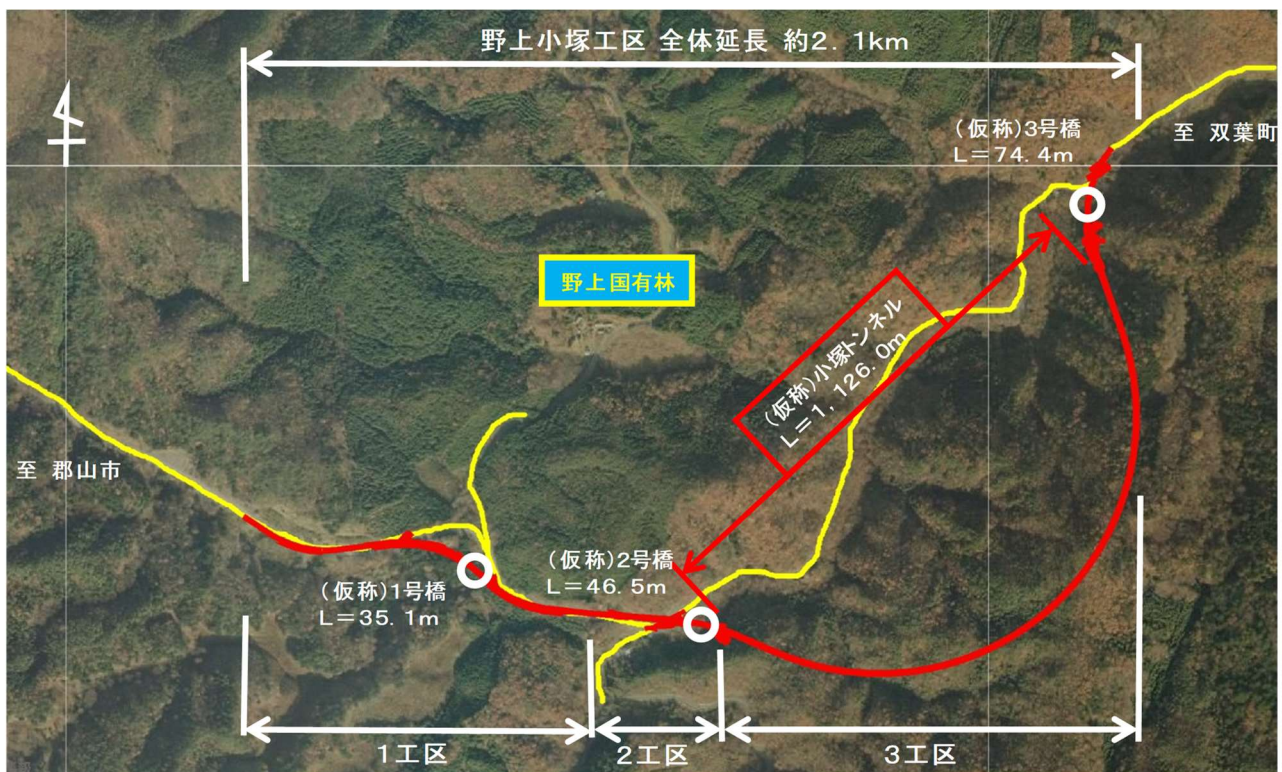 野上小塚工区 全体延長 約2．1km
(仮称)3号橋
L＝74．4m
至 双葉町
野上国有林
(仮称)小塚トンネル
L＝1，126．0m
至 郡山市
(仮称)2号橋
L＝46．5m
(仮称)1号橋
L＝35．1m
1工区
2工区
3工区